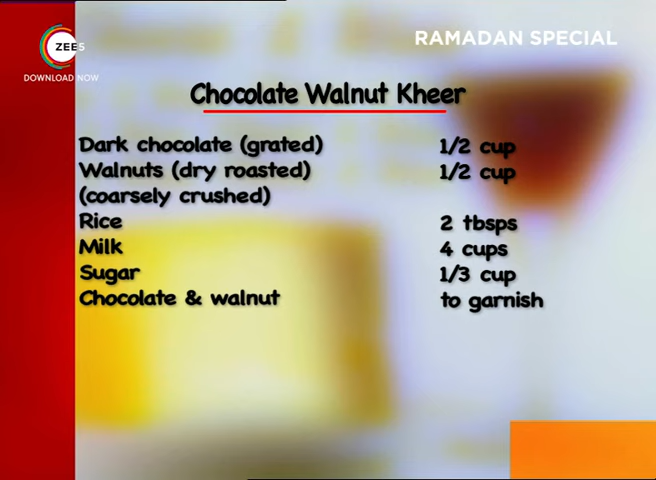 ZEE5
DOWNLOAD NOW
RAMADAN SPECIAL
Chocolate Walnut Kheer
Dark chocolate (grated) 1/2 cup
Walnuts (dry roasted) 1/2 cup
(coarsely crushed)
Rice 2 tbsps
Milk 4 cups
Sugar 1/3 cup
Chocolate & walnut to garnish